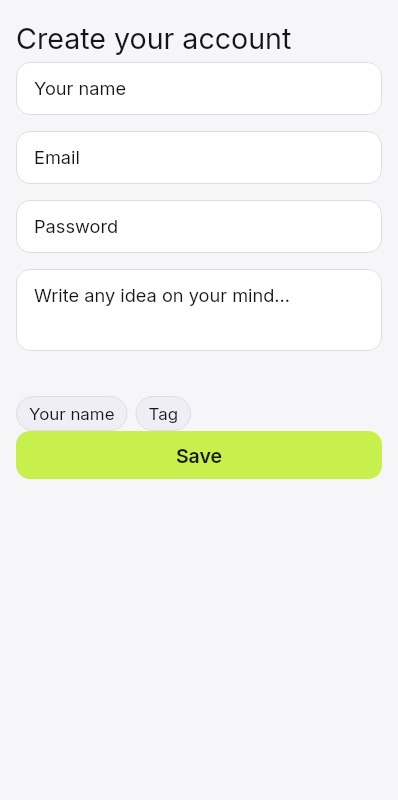 Create your account
Your name
Email
Password
Write any idea on your mind...
Your name Tag
Save